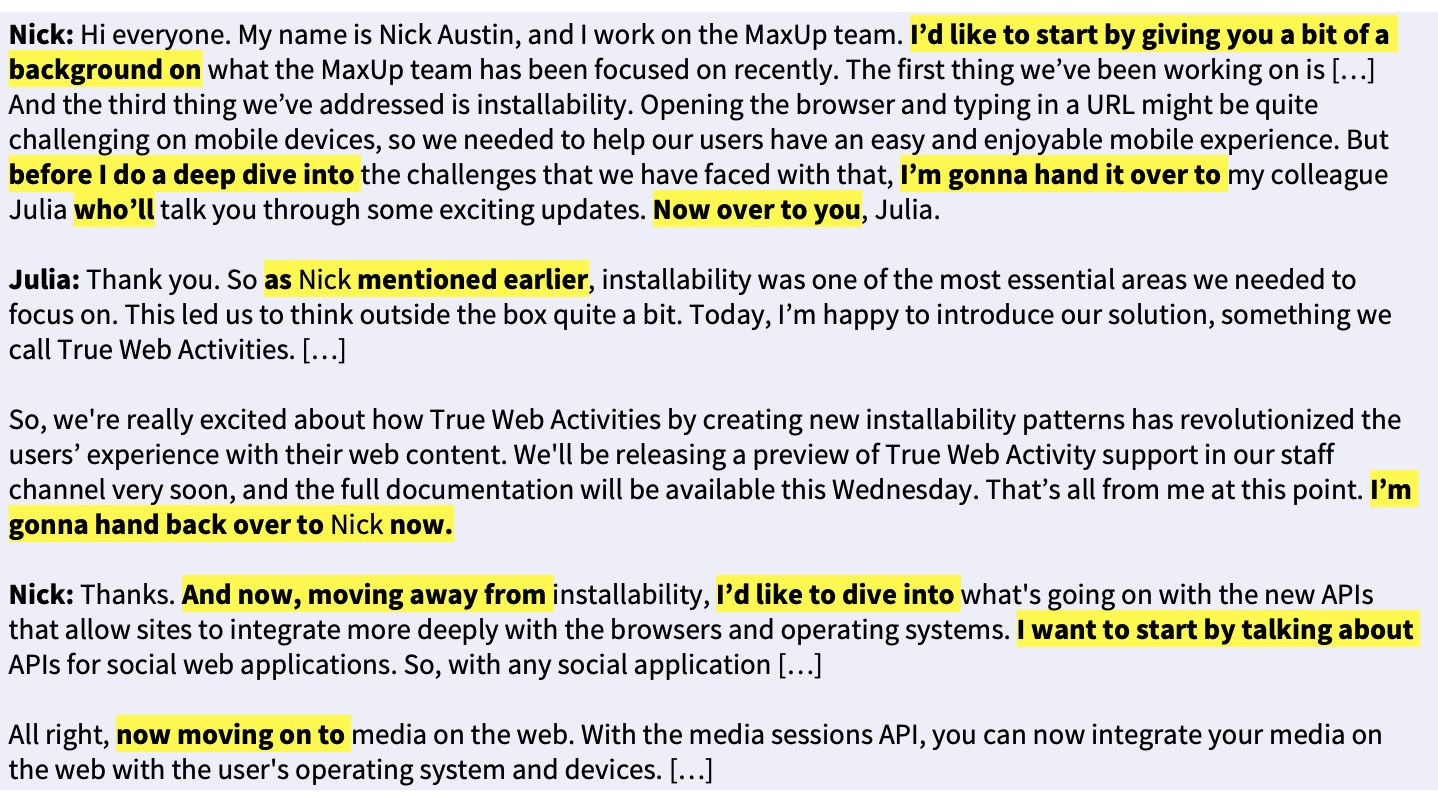 Nick: Hi everyone. My name is Nick Austin, and I work on the MaxUp team. I’d like to start by giving you a bit of a
background on what the MaxUp team has been focused on recently. The first thing we’ve been working on is […]
And the third thing we’ve addressed is installability. Opening the browser and typing in a URL might be quite
challenging on mobile devices, so we needed to help our users have an easy and enjoyable mobile experience. But
before I do a deep dive into the challenges that we have faced with that, I’m gonna hand it over to my colleague
Julia who’ll talk you through some exciting updates. Now over to you, Julia.
Julia: Thank you. So as Nick mentioned earlier, installability was one of the most essential areas we needed to
focus on. This led us to think outside the box quite a bit. Today, I’m happy to introduce our solution, something we
call True Web Activities. […]
So, we're really excited about how True Web Activities by creating new installability patterns has revolutionized the
users’ experience with their web content. We'll be releasing a preview of True Web Activity support in our staff
channel very soon, and the full documentation will be available this Wednesday. That’s all from me at this point. I’m
gonna hand back over to Nick now.
Nick: Thanks. And now, moving away from installability, I’d like to dive into what's going on with the new APIs
that allow sites to integrate more deeply with the browsers and operating systems. I want to start by talking about
APIs for social web applications. So, with any social application […]
All right, now moving on to media on the web. With the media sessions API, you can now integrate your media on
the web with the user's operating system and devices. […]